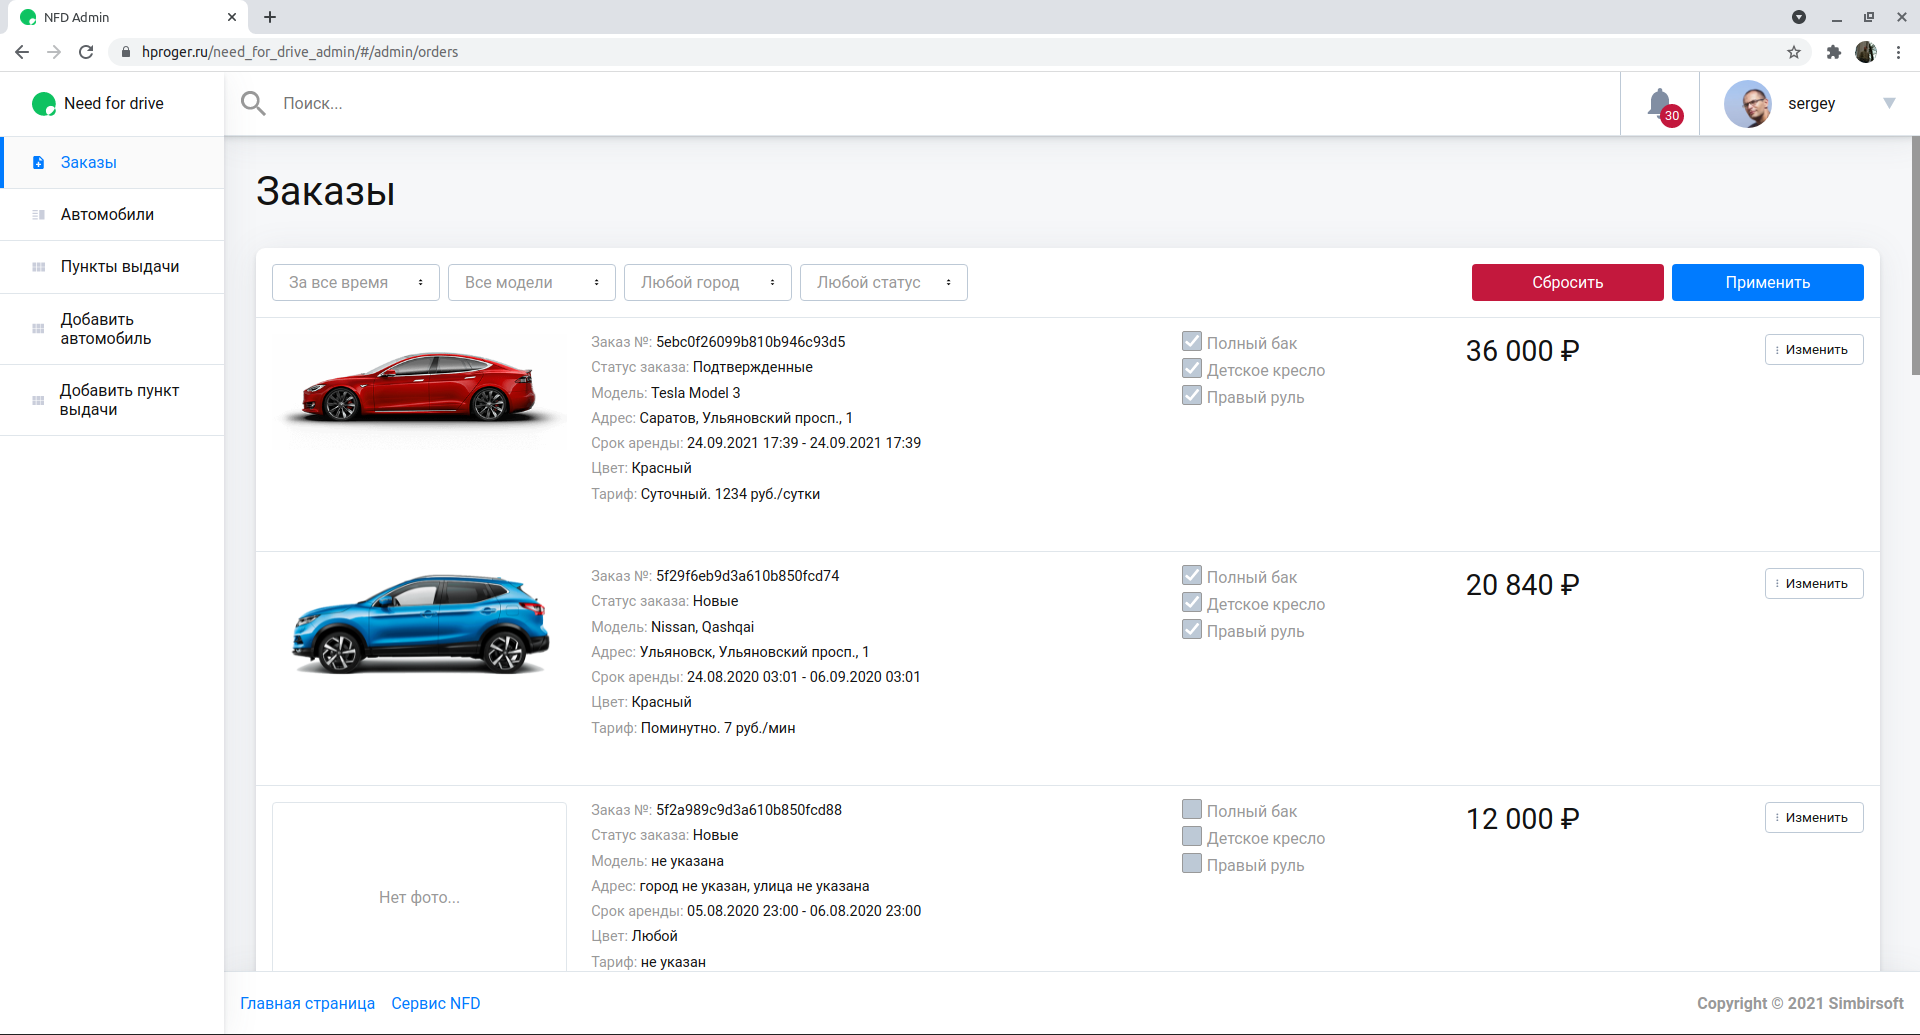 NFD Admin
hproger.ru/need_for_drive_admin/#/admin/orders
Need for drive
Поиск...
30
sergey
Заказы
Автомобили
Пункты выдачи
Добавить
автомобиль
Добавить пункт
выдачи
Заказы
За все время
Все модели
Любой город
Любой статус
Сбросить
Применить
Заказ №: 5ebc0f26099b810b946c93d5
Статус заказа: Подтвержденные
Модель: Tesla Model 3
Адрес: Саратов, Ульяновский просп., 1
Срок аренды: 24.09.2021 17:39 - 24.09.2021 17:39
Цвет: Красный
Тариф: Суточный. 1234 руб./сутки
Полный бак
Детское кресло
Правый руль
36 000 ₽
Изменить
Заказ №: 5f29f6eb9d3a610b850fcd74
Статус заказа: Новые
Модель: Nissan, Qashqai
Адрес: Ульяновск, Ульяновский просп., 1
Срок аренды: 24.08.2020 03:01 - 06.09.2020 03:01
Цвет: Красный
Тариф: Поминутно. 7 руб./мин
Полный бак
Детское кресло
Правый руль
20 840 ₽
Изменить
Нет фото...
Заказ №: 5f2a989c9d3a610b850fcd88
Статус заказа: Новые
Модель: не указана
Адрес: город не указан, улица не указана
Срок аренды: 05.08.2020 23:00 - 06.08.2020 23:00
Цвет: Любой
Тариф: не указан
Полный бак
Детское кресло
Правый руль
12 000 ₽
Изменить
Главная страница
Сервис NFD
Copyright © 2021 Simbirsoft